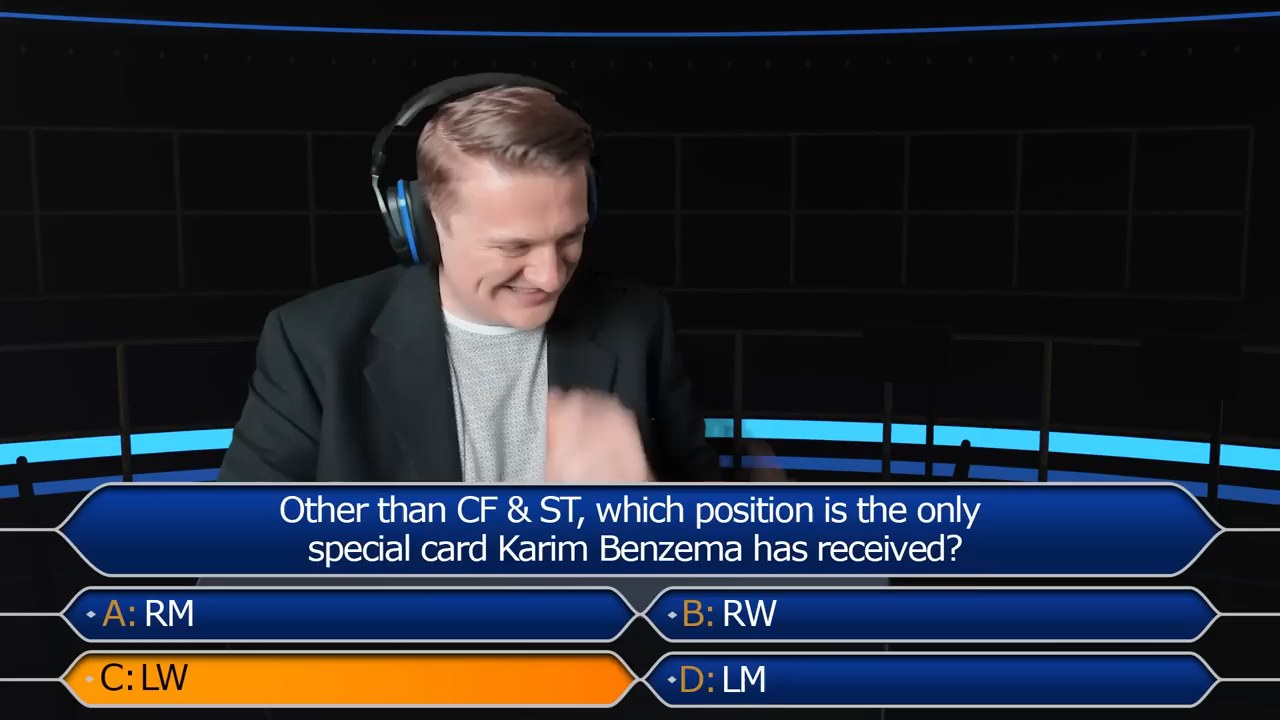 Other than CF & ST, which position is the only
special card Karim Benzema has received?
A: RM
B: RW
C: LW
D: LM